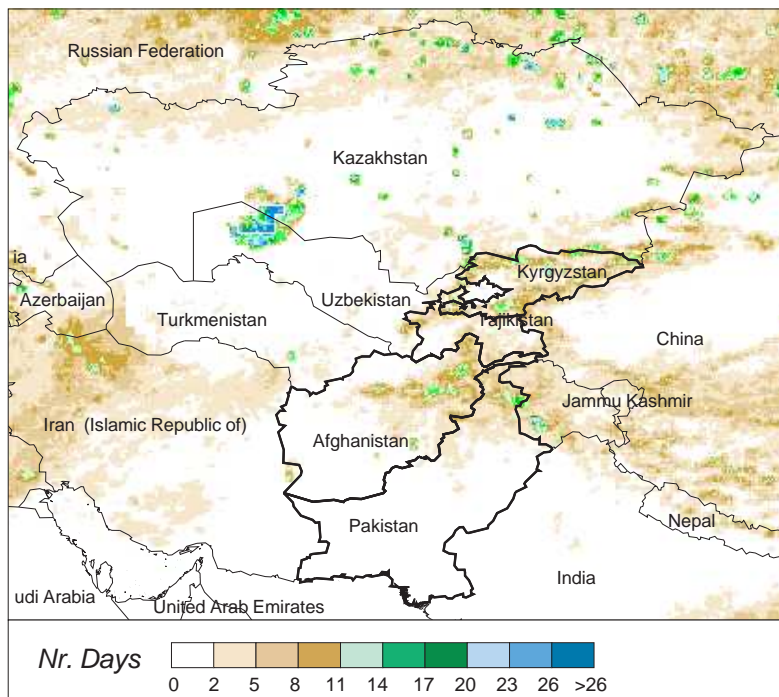 Russian Federation
Kazakhstan
ia
Kyrgyzstan
Azerbaijan
Uzbekistan
Turkmenistan
Tajikistan
China
Jammu Kashmir
Iran (Islamic Republic of)
Afghanistan
Pakistan
Nepal
India
udi Arabia
United Arab Emirates
Nr. Days
0 2 5 8 11 14 17 20 23 26 >26